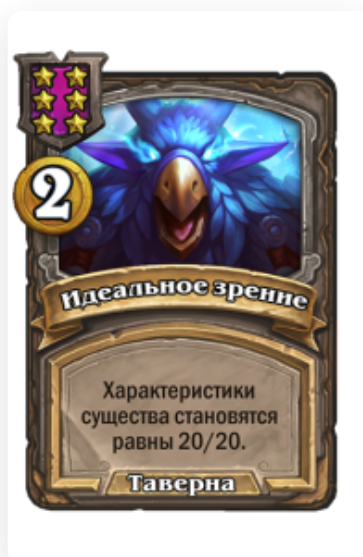 2
Идеальное зрение
Характеристики
существа становятся
равны 20/20.
Таверна